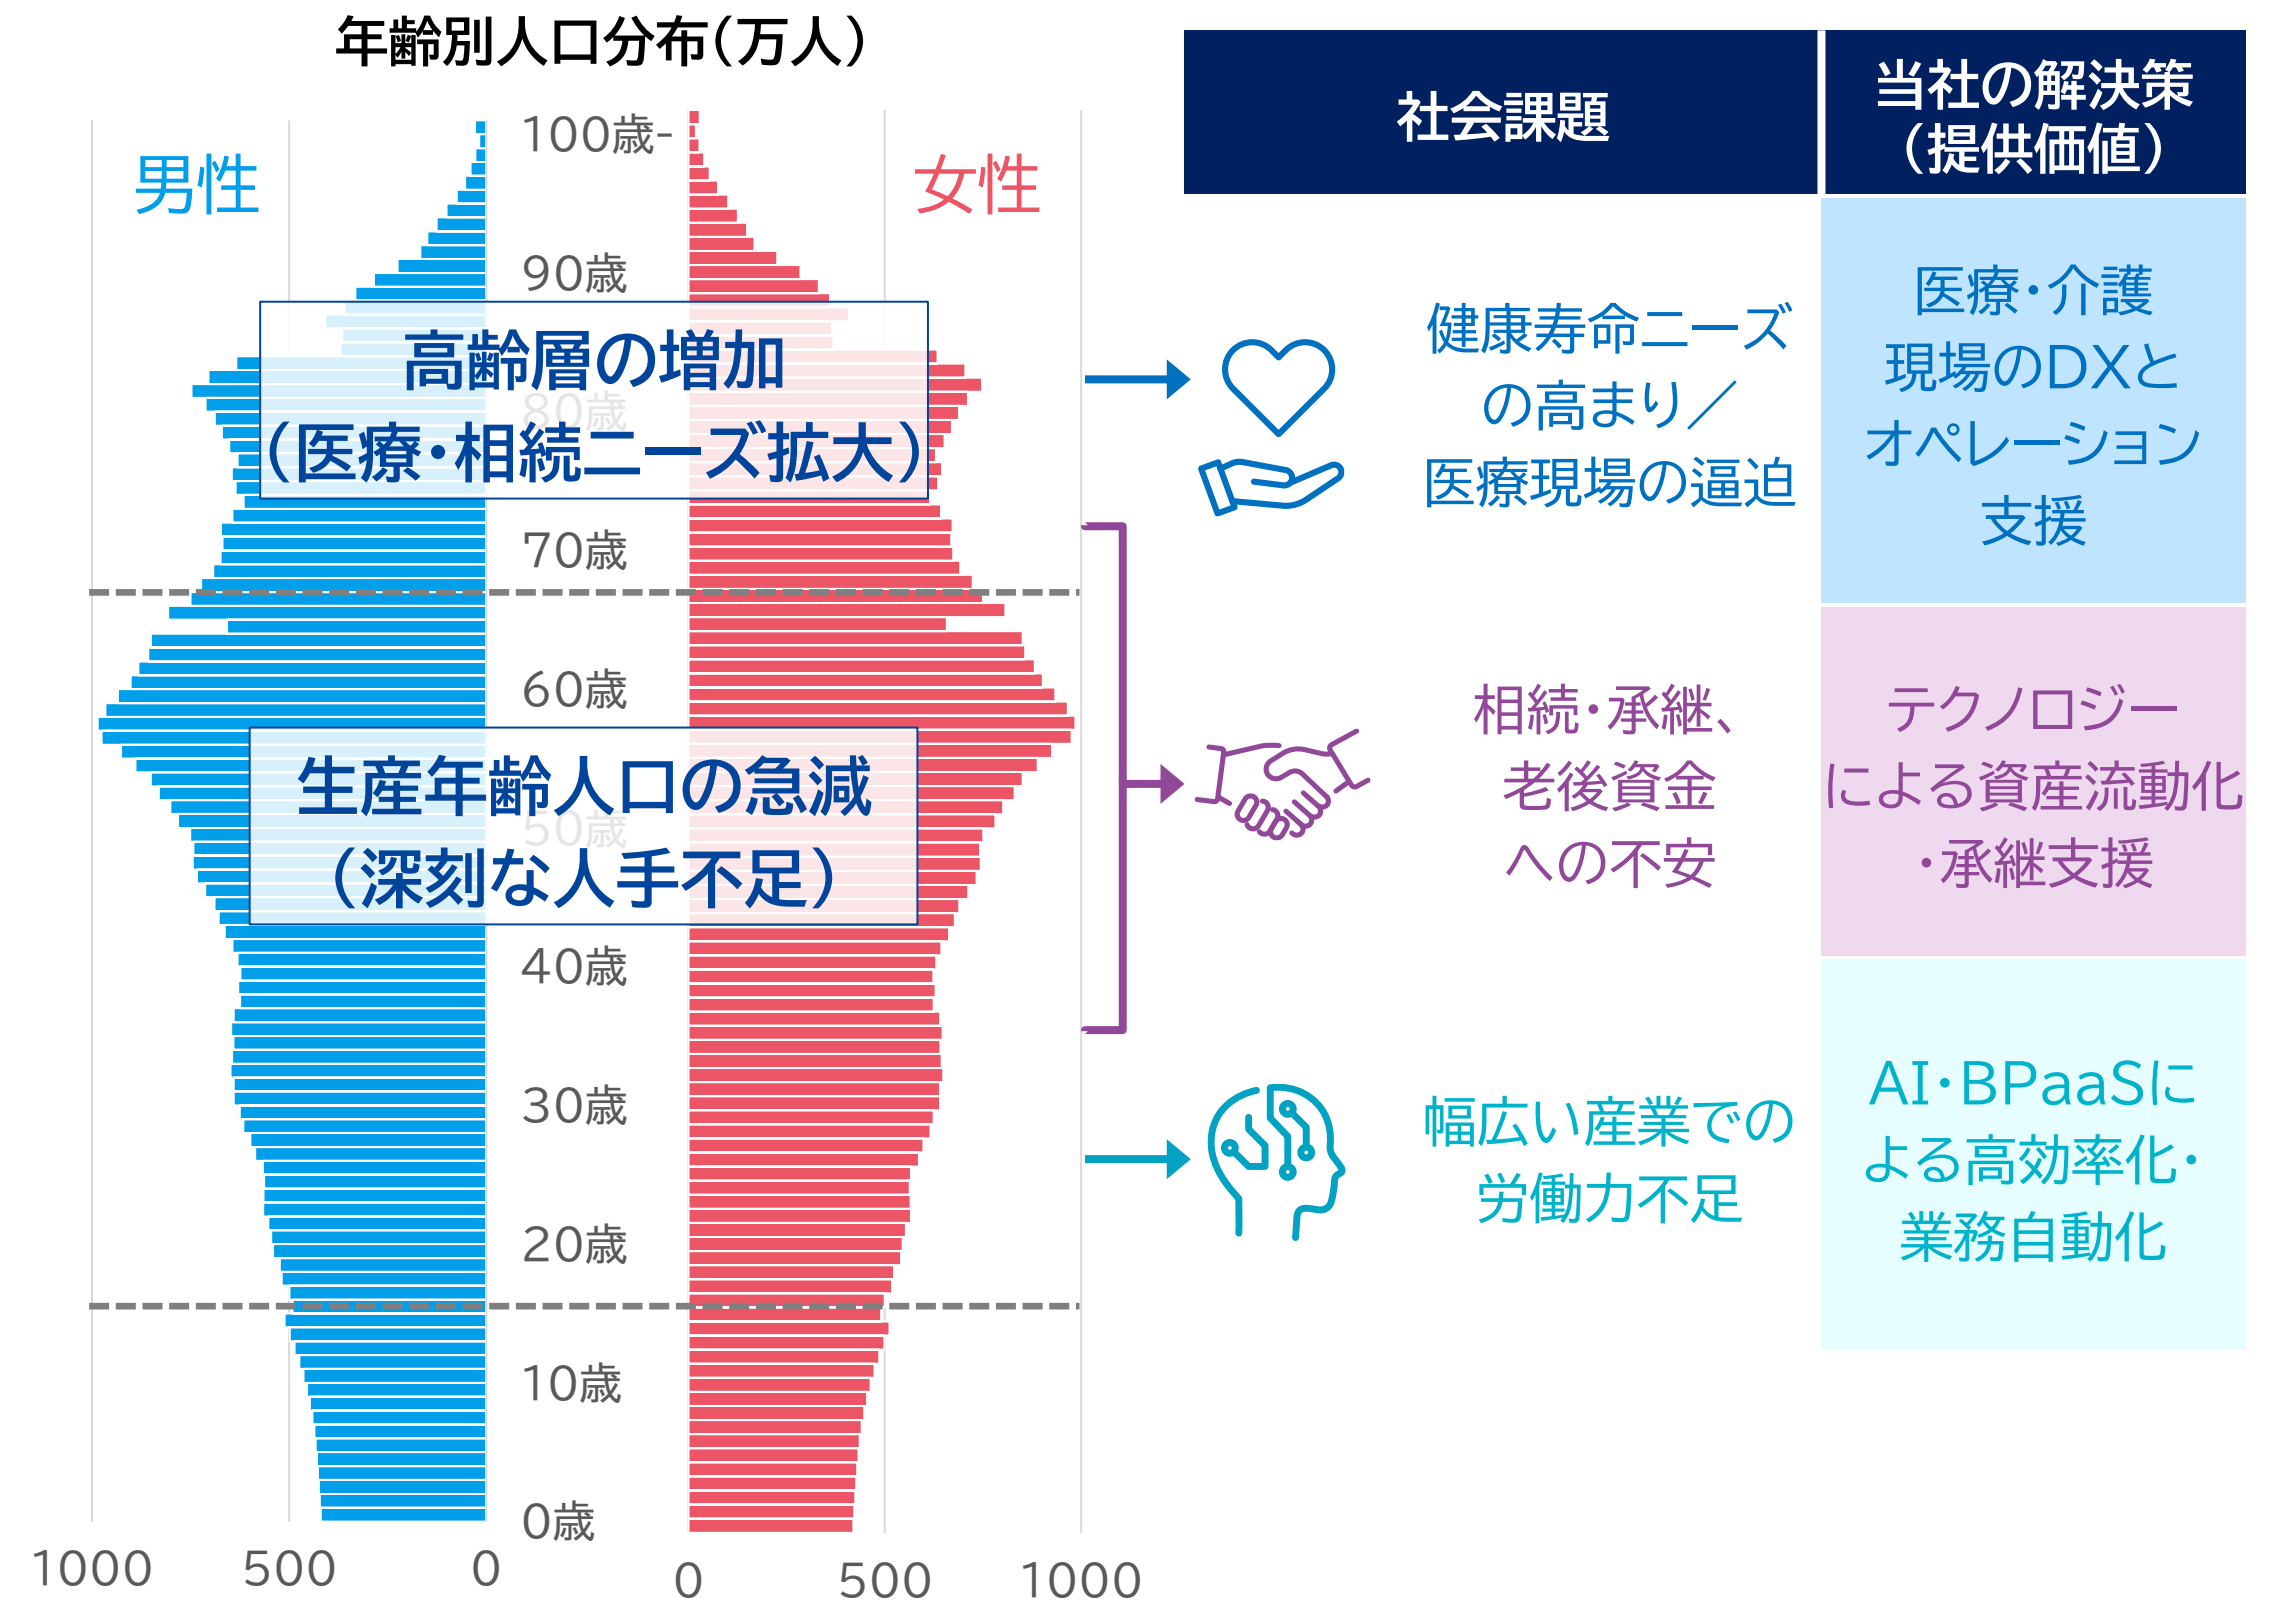 年齢別人口分布(万人)
男性
女性
100歳-
90歳
高齢層の増加
80歳
(医療・相続ニーズ拡大)
70歳
60歳
生産年齢人口の急減
50歳
(深刻な人手不足)
40歳
30歳
20歳
10歳
0歳
1000
500
0
0
500
1000
社会課題
当社の解決策
(提供価値)
健康寿命ニーズ
の高まり/
医療現場の逼迫
医療・介護
現場のDXと
オペレーション
支援
相続・承継、
老後資金
への不安
テクノロジー
による資産流動化
・承継支援
幅広い産業での
労働力不足
AI・BPaaSに
よる高効率化・
業務自動化